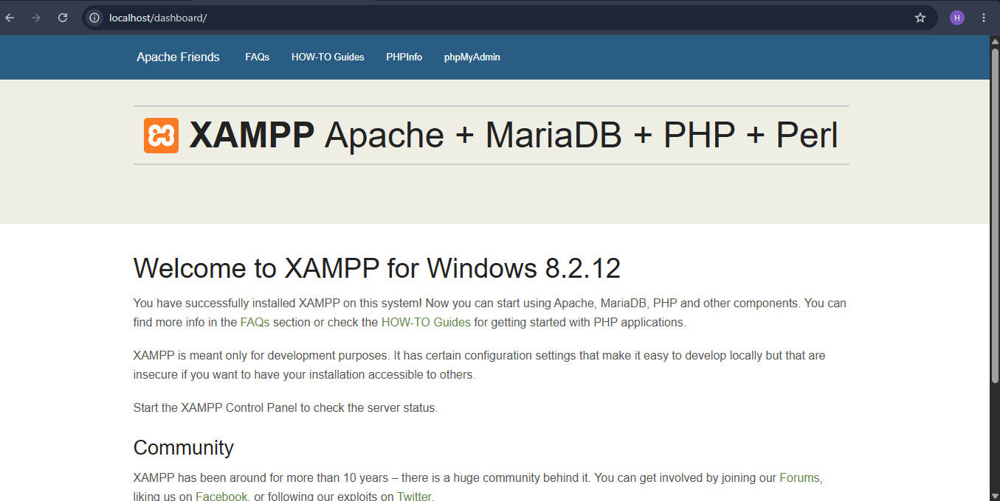 localhost/dashboard/
H
Apache Friends FAQs HOW-TO Guides PHPInfo phpMyAdmin
XAMPP Apache + MariaDB + PHP + Perl
Welcome to XAMPP for Windows 8.2.12
You have successfully installed XAMPP on this system! Now you can start using Apache, MariaDB, PHP and other components. You can
find more info in the FAQs section or check the HOW-TO Guides for getting started with PHP applications.
XAMPP is meant only for development purposes. It has certain configuration settings that make it easy to develop locally but that are
insecure if you want to have your installation accessible to others.
Start the XAMPP Control Panel to check the server status.
Community
XAMPP has been around for more than 10 years – there is a huge community behind it. You can get involved by joining our Forums,
liking us on Facebook, or following our exploits on Twitter.